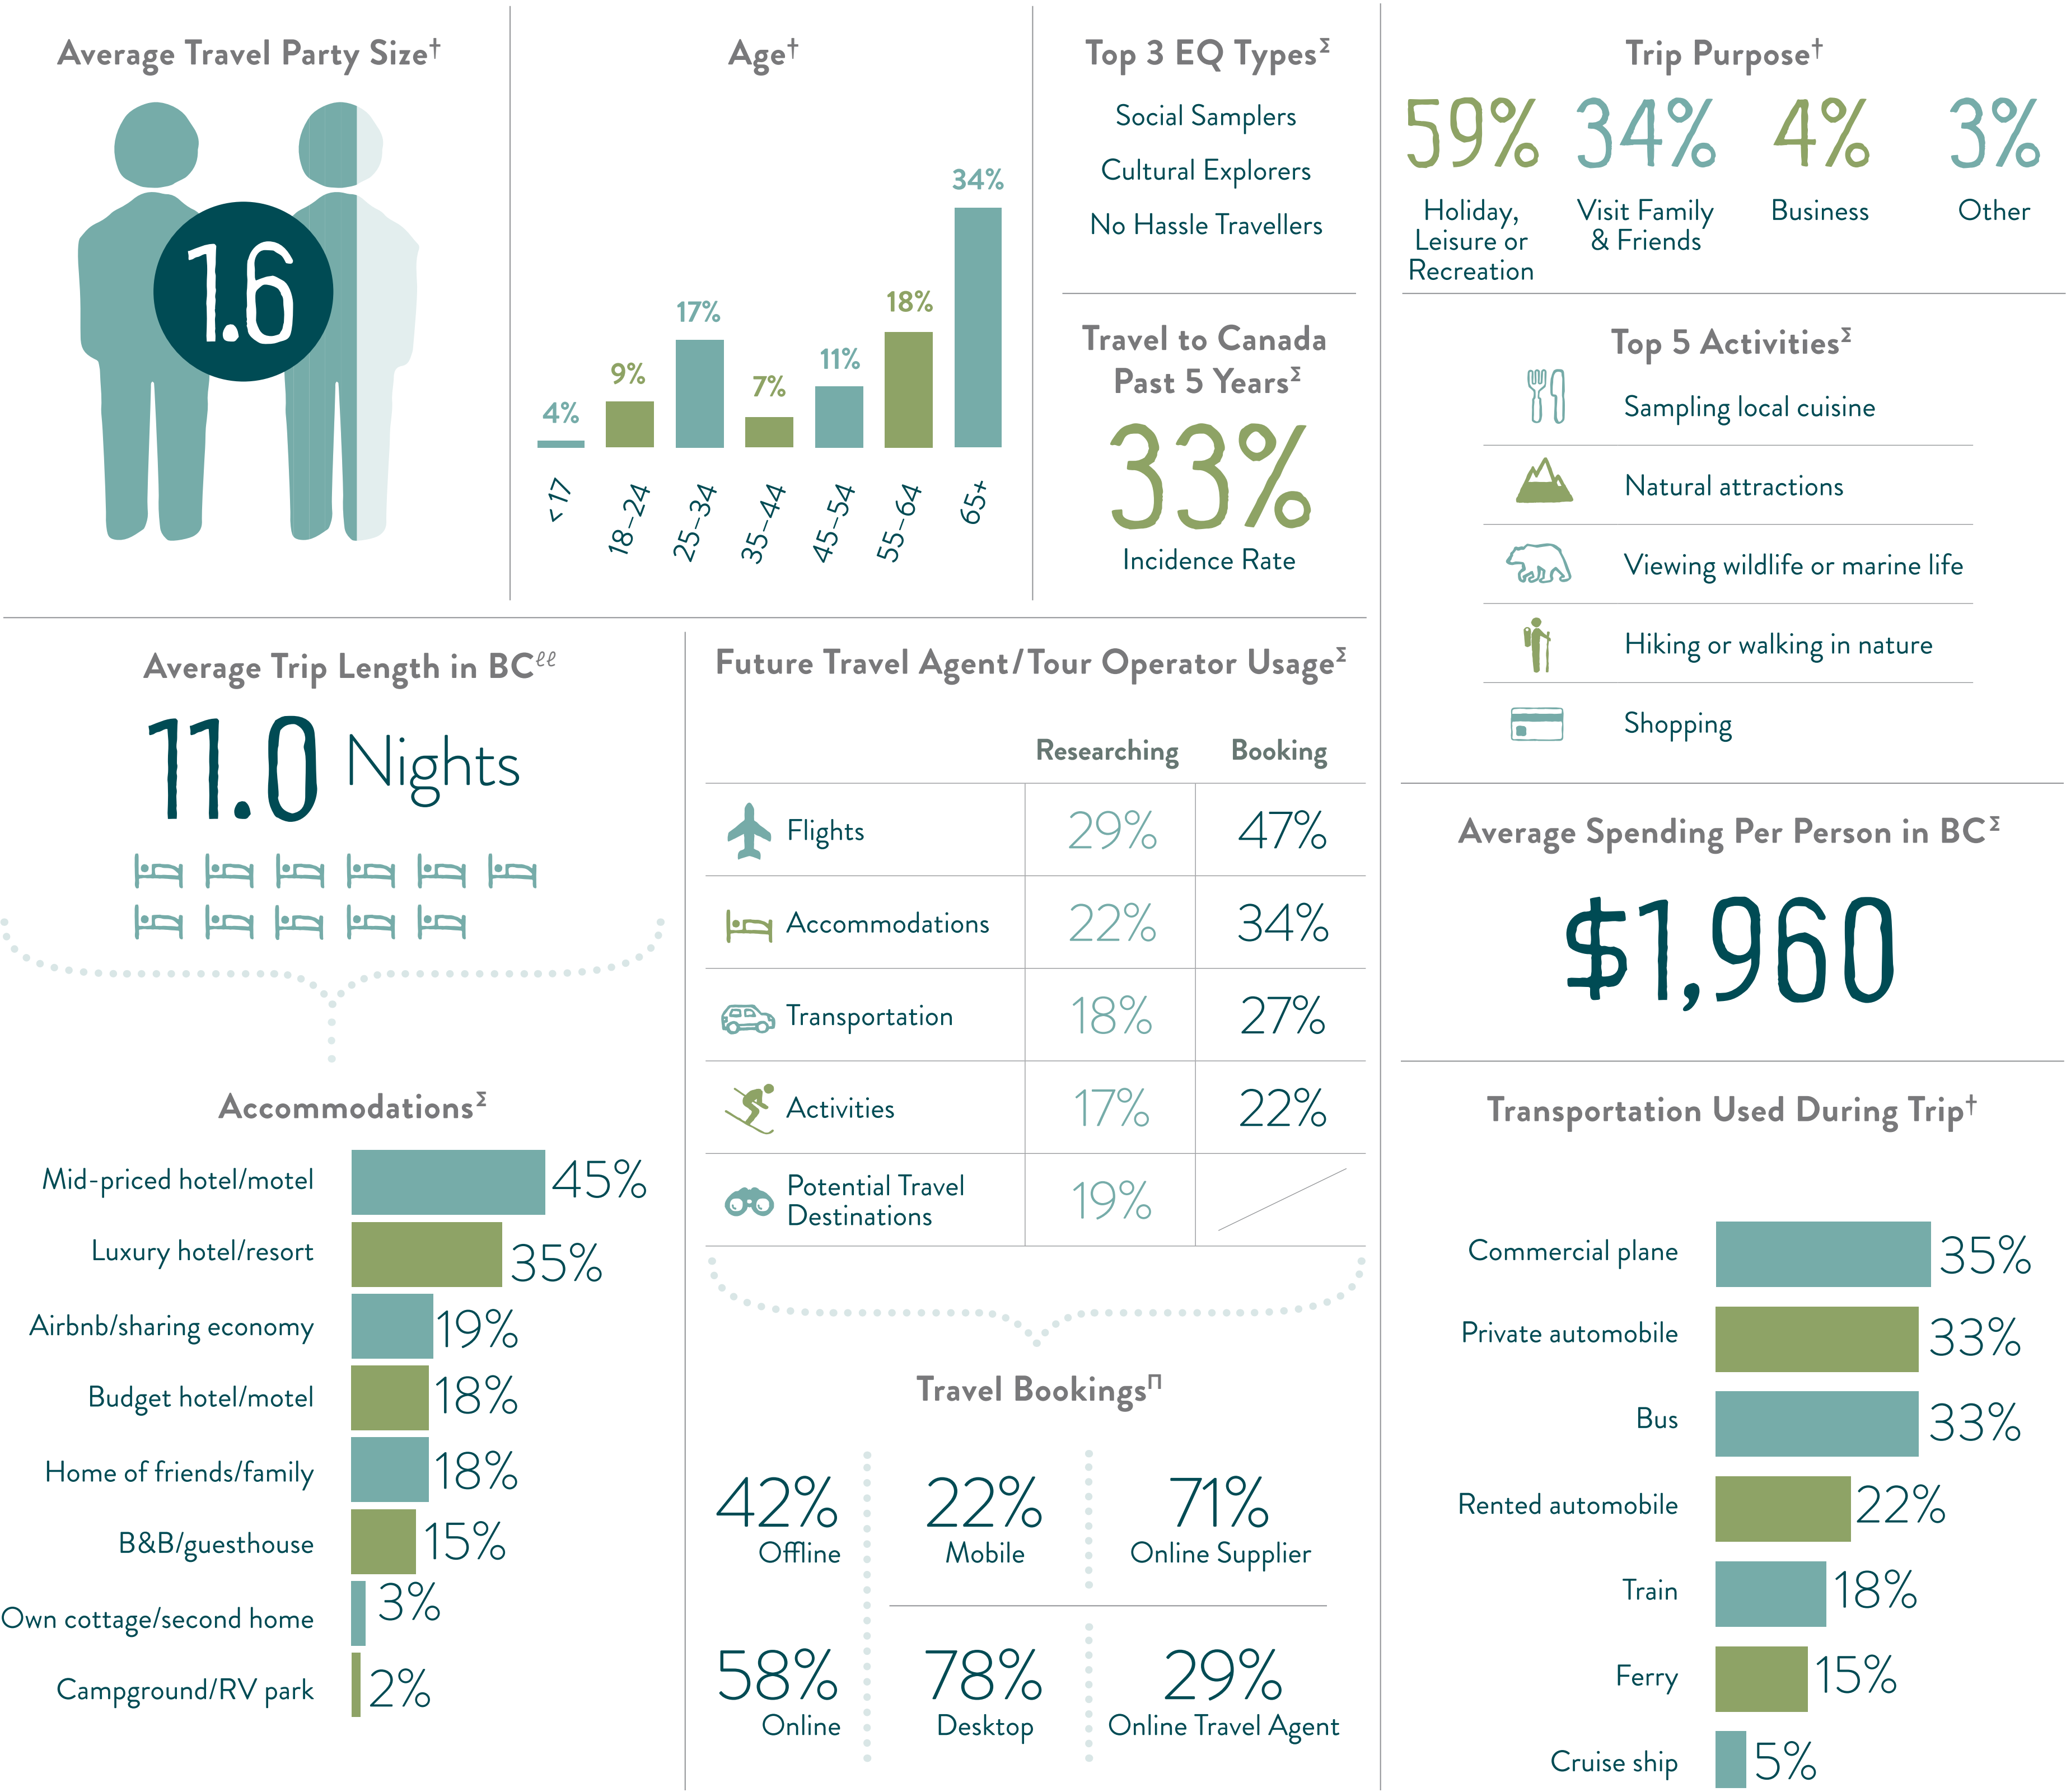 Average Travel Party Size†
1.6
Age†
4%
9%
17%
7%
11%
18%
34%
<17
18–24
25–34
35–44
45–54
55–64
65+
Top 3 EQ Types Σ
Social Samplers
Cultural Explorers
No Hassle Travellers
Travel to Canada
Past 5 Years Σ
33%
Incidence Rate
Trip Purpose†
59% 34% 4% 3%
Holiday,
Leisure or
Recreation
Visit Family
& Friends
Business
Other
Top 5 Activities Σ
Sampling local cuisine
Natural attractions
Viewing wildlife or marine life
Hiking or walking in nature
Shopping
Average Trip Length in BC ℓℓ
11.0 Nights
Accommodations Σ
Mid-priced hotel/motel 45%
Luxury hotel/resort 35%
Airbnb/sharing economy 19%
Budget hotel/motel 18%
Home of friends/family 18%
B&B/guesthouse 15%
Own cottage/second home 3%
Campground/RV park 2%
Future Travel Agent/Tour Operator Usage Σ
Researching Booking
Flights 29% 47%
Accommodations 22% 34%
Transportation 18% 27%
Activities 17% 22%
Potential Travel
Destinations
19%
Travel Bookings Π
42% 22% 71%
Offline Mobile Online Supplier
58% 78% 29%
Online Desktop Online Travel Agent
Average Spending Per Person in BC Σ
$1,960
Transportation Used During Trip†
Commercial plane 35%
Private automobile 33%
Bus 33%
Rented automobile 22%
Train 18%
Ferry 15%
Cruise ship 5%